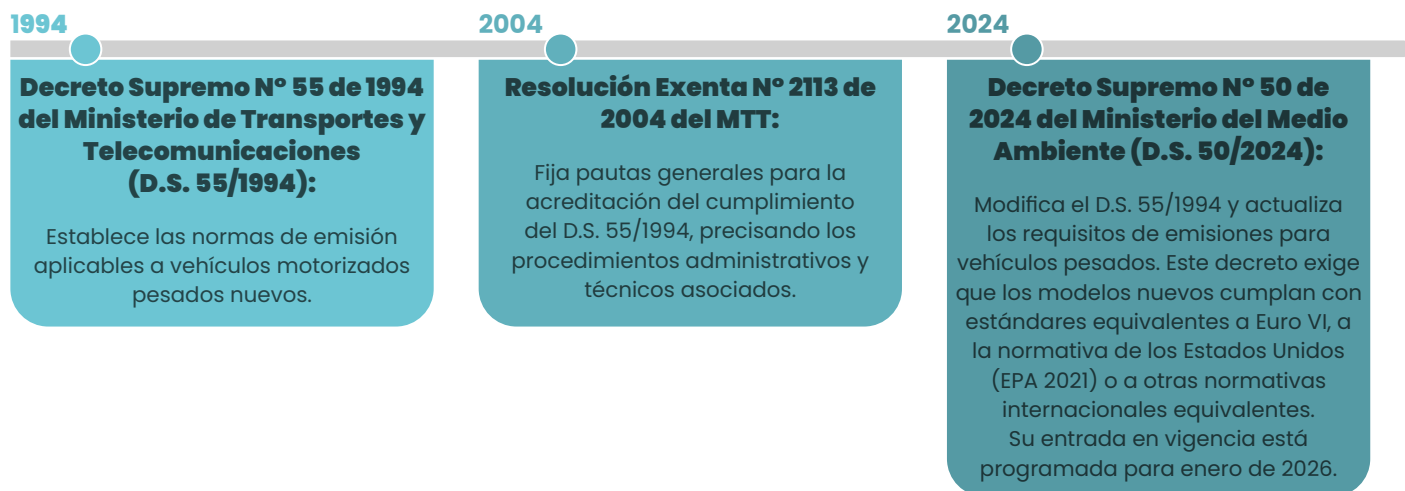 1994
Decreto Supremo Nº 55 de 1994
del Ministerio de Transportes y
Telecomunicaciones
(D.S. 55/1994):
Establece las normas de emisión
aplicables a vehículos motorizados
pesados nuevos.
2004
Resolución Exenta Nº 2113 de
2004 del MTT:
Fija pautas generales para la
acreditación del cumplimiento
del D.S. 55/1994, precisando los
procedimientos administrativos y
técnicos asociados.
2024
Decreto Supremo Nº 50 de
2024 del Ministerio del Medio
Ambiente (D.S. 50/2024):
Modifica el D.S. 55/1994 y actualiza
los requisitos de emisiones para
vehículos pesados. Este decreto exige
que los modelos nuevos cumplan con
estándares equivalentes a Euro VI, a
la normativa de los Estados Unidos
(EPA 2021) o a otras normativas
internacionales equivalentes.
Su entrada en vigencia está
programada para enero de 2026.